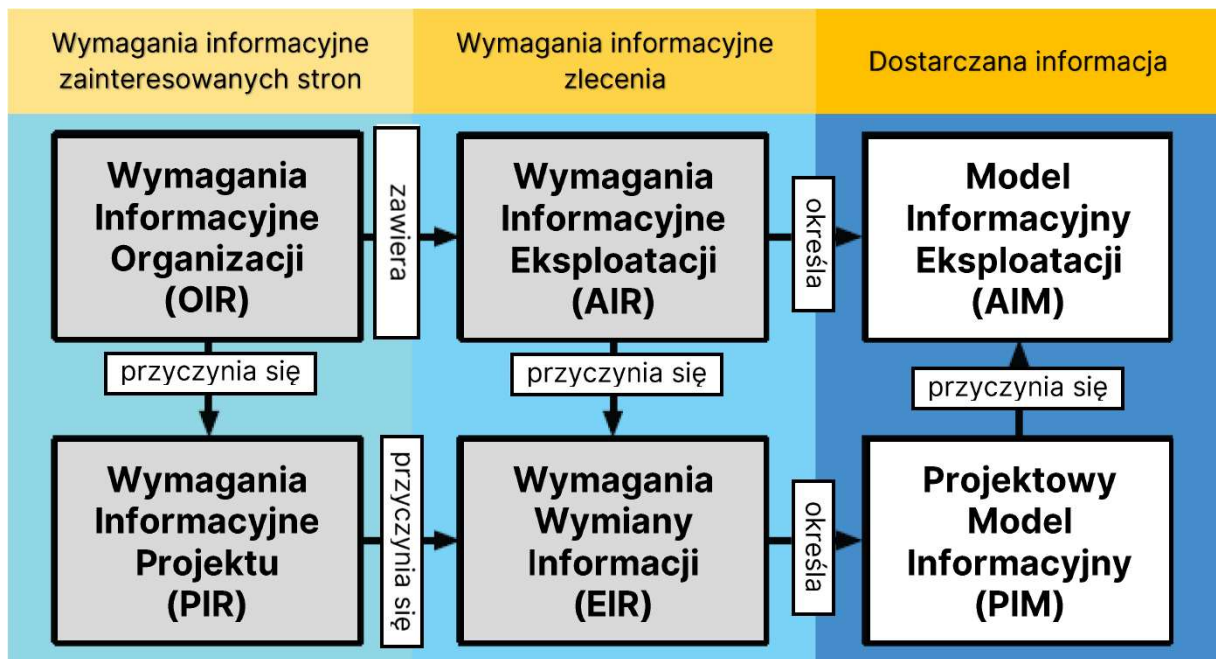 Wymagania informacyjne
zainteresowanych stron
Wymagania informacyjne
zlecenia
Dostarczana informacja
Wymagania
Informacyjne
Organizacji
(OIR)
zawiera
Wymagania
Informacyjne
Eksploatacji
(AIR)
określa
Model
Informacyjny
Eksploatacji
(AIM)
przyczynia się
przyczynia się
przyczynia się
Wymagania
Informacyjne
Projektu
(PIR)
przyczynia się
Wymagania
Wymiany
Informacji
(EIR)
określa
Projektowy
Model
Informacyjny
(PIM)